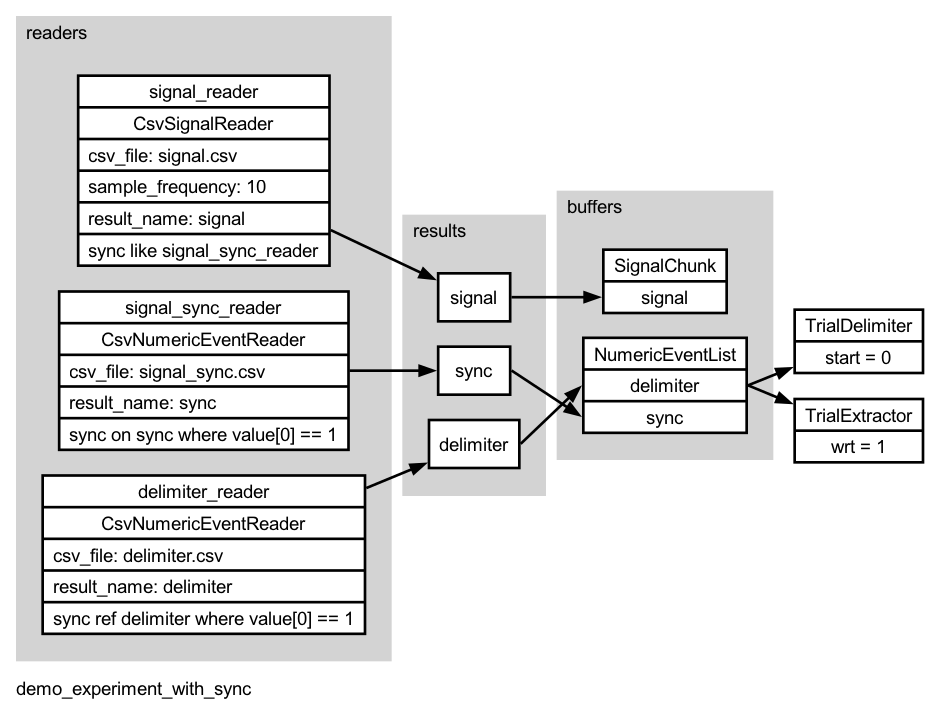 readers
signal_reader
CsvSignalReader
csv_file: signal.csv
sample_frequency: 10
result_name: signal
sync like signal_sync_reader
signal_sync_reader
CsvNumericEventReader
csv_file: signal_sync.csv
result_name: sync
sync on sync where value[0] == 1
delimiter_reader
CsvNumericEventReader
csv_file: delimiter.csv
result_name: delimiter
sync ref delimiter where value[0] == 1
results
signal
sync
delimiter
buffers
SignalChunk
signal
NumericEventList
delimiter
sync
TrialDelimiter
start = 0
TrialExtractor
wrt = 1
demo_experiment_with_sync